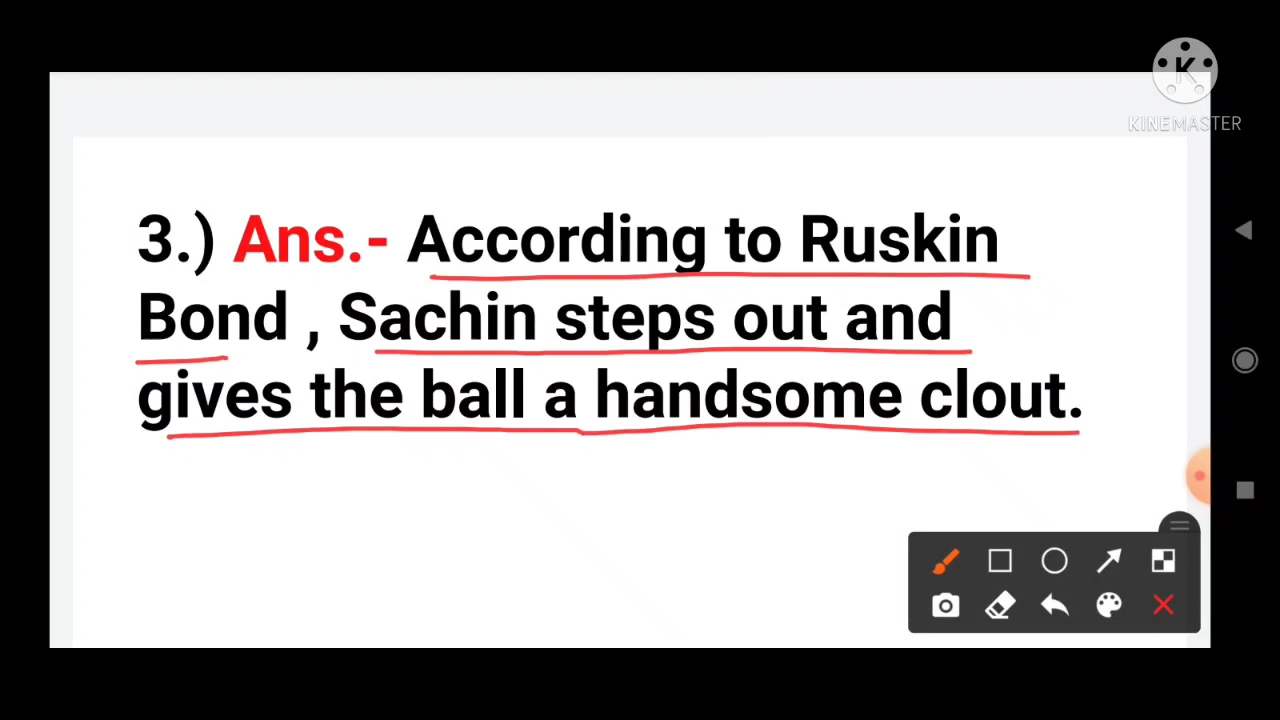 KINEMASTER
3.) Ans.- According to Ruskin
Bond , Sachin steps out and
gives the ball a handsome clout.